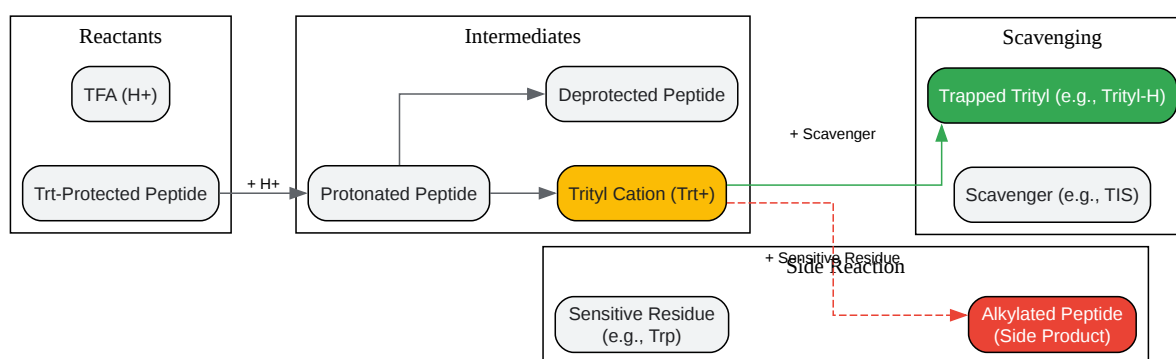 Reactants
TFA (H+)
Trt-Protected Peptide
+ H+
Intermediates
Deprotected Peptide
Protonated Peptide
Trityl Cation (Trt+)
+ Scavenger
Scavenging
Trapped Trityl (e.g., Trityl-H)
Scavenger (e.g., TIS)
+ Sensitive Residue
Side Reaction
Sensitive Residue
(e.g., Trp)
Alkylated Peptide
(Side Product)